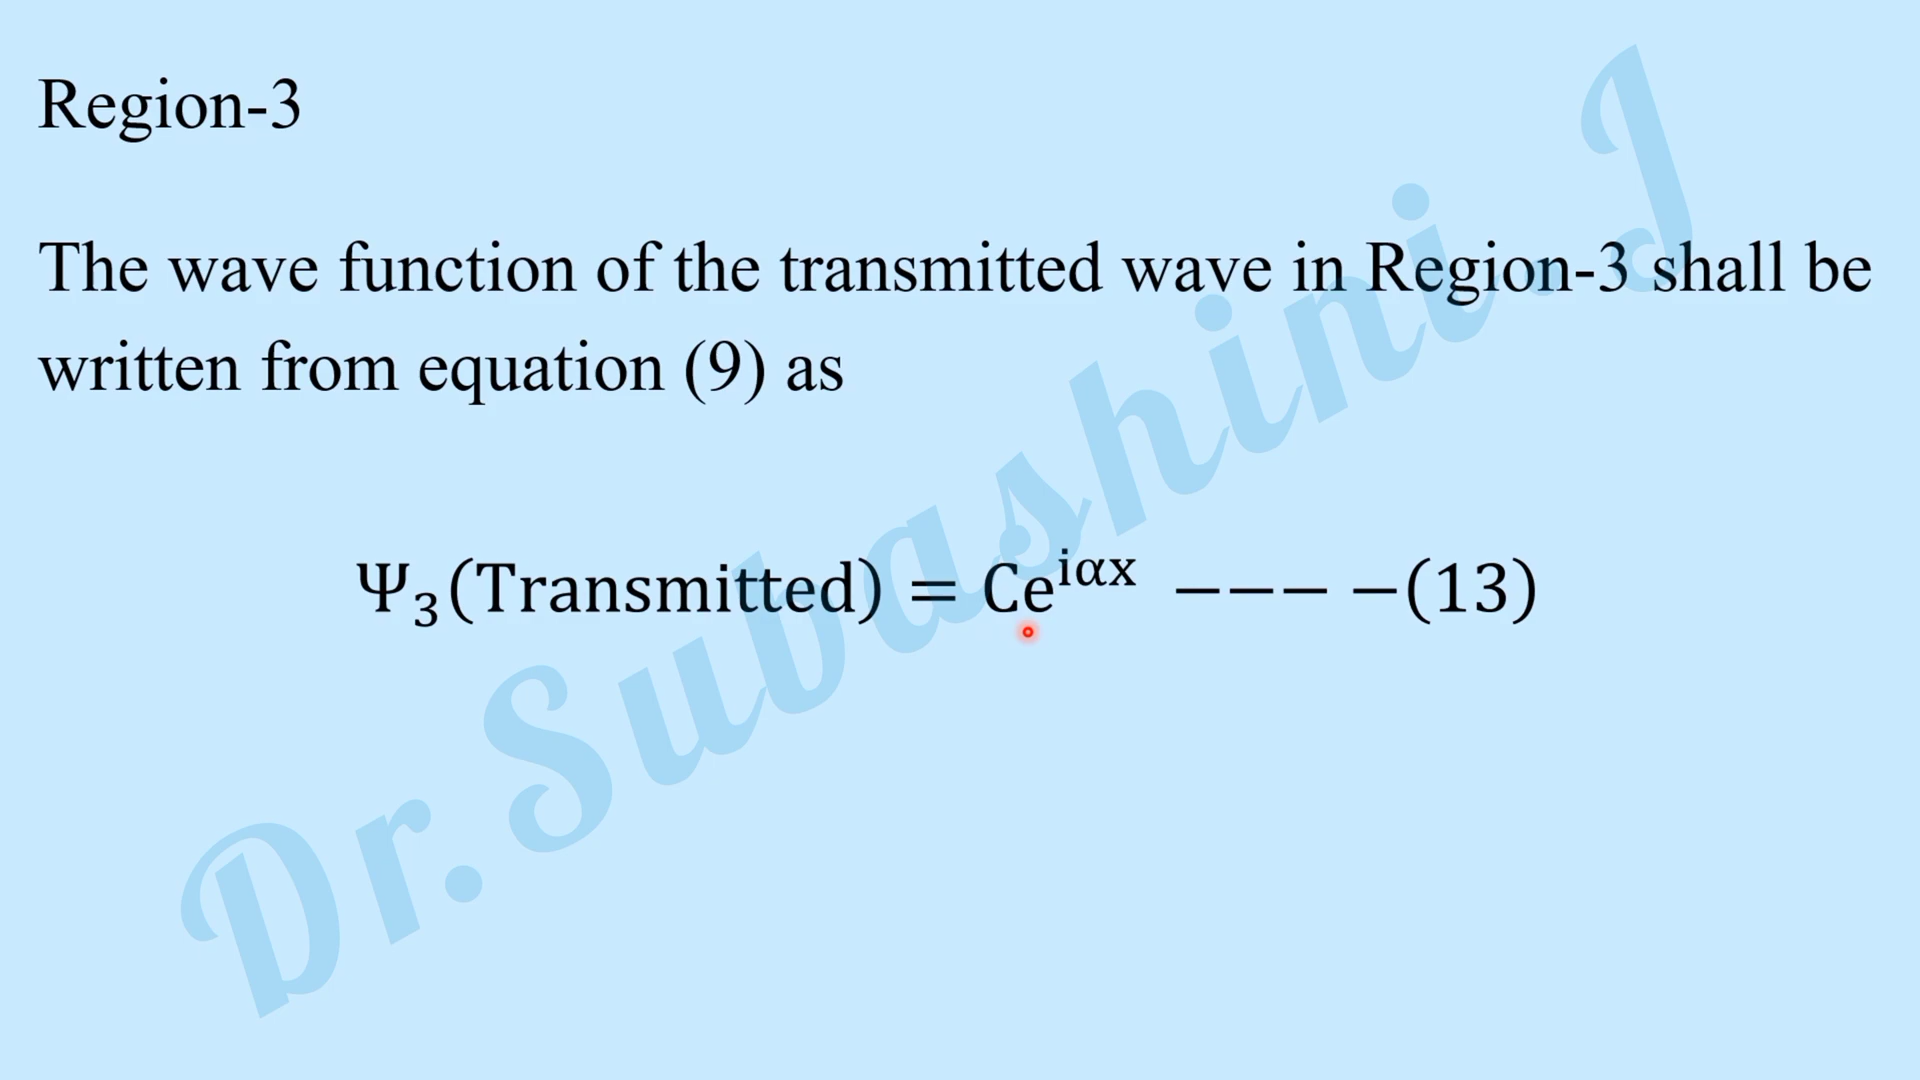 Region-3
The wave function of the transmitted wave in Region-3 shall be
written from equation (9) as
Ψ₃(Transmitted) = Ce^{iαx} −−− −(13)
Dr. Subashini J